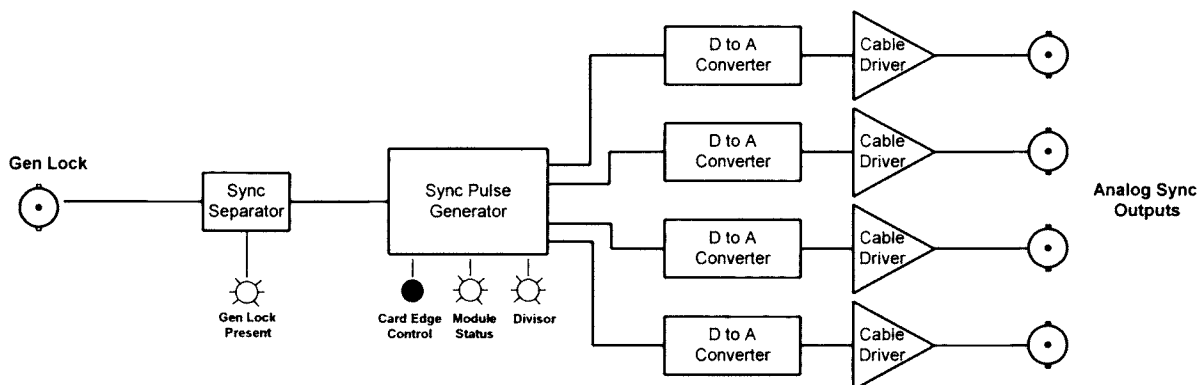 D to A
Converter
Cable
Driver
D to A
Converter
Cable
Driver
Gen Lock
Sync
Separator
Sync Pulse
Generator
Analog Sync
Outputs
D to A
Converter
Cable
Driver
Gen Lock
Present
Card Edge
Control
Module
Status
Divisor
D to A
Converter
Cable
Driver